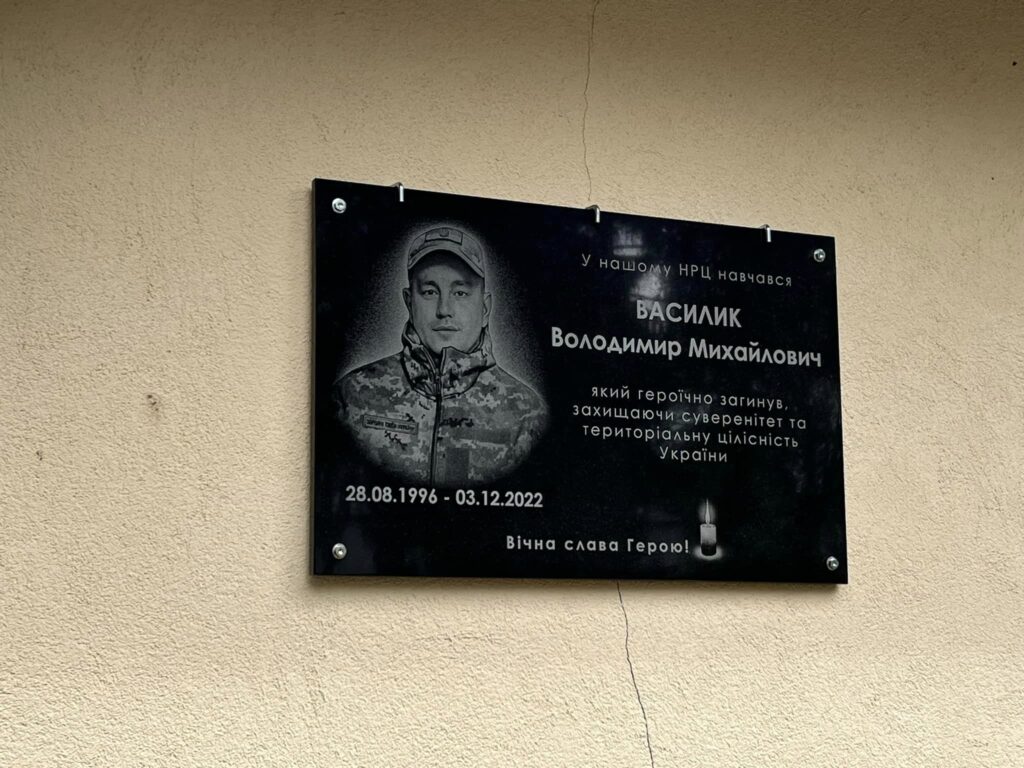 У нашому НРЦ навчався
ВАСИЛИК
Володимир Михайлович
який героїчно загинув,
захищаючи суверенітет та
територіальну цілісність
України
28.08.1996 - 03.12.2022
Вічна слава Герою!